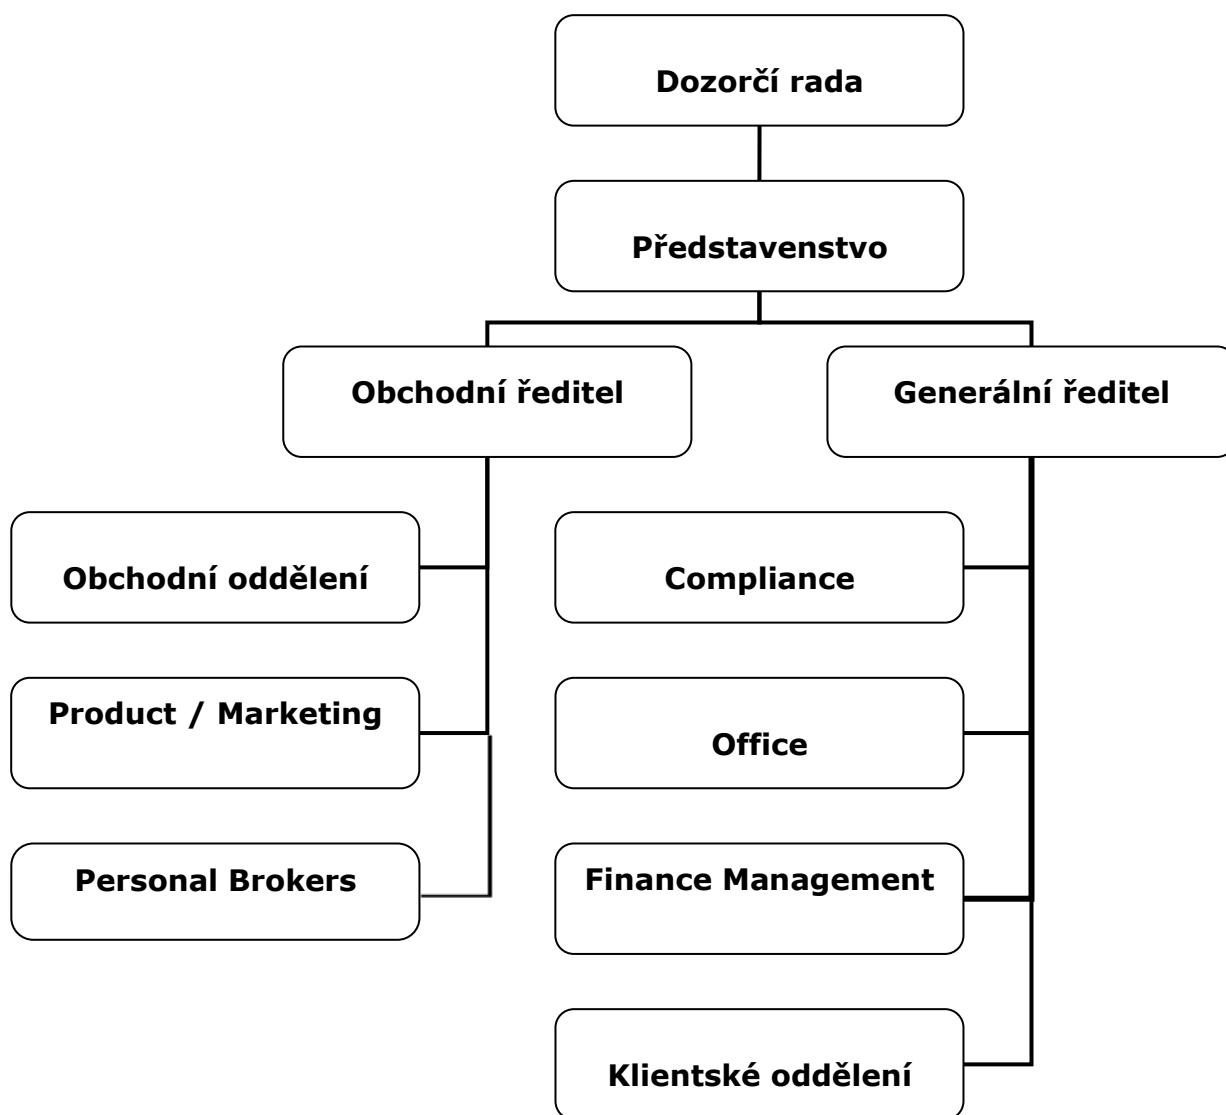 Dozorčí rada
Představenstvo
Obchodní ředitel
Generální ředitel
Obchodní oddělení
Compliance
Product / Marketing
Office
Personal Brokers
Finance Management
Klientské oddělení